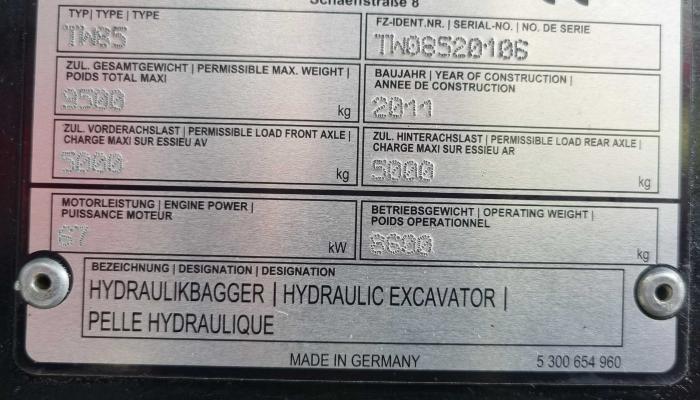 Schaeffstraße 8
TYP | TYPE | TYPE
TW85
FZ-IDENT.NR. | SERIAL-NO. | NO. DE SERIE
TW08520106
ZUL. GESAMTGEWICHT | PERMISSIBLE MAX. WEIGHT |
POIDS TOTAL MAXI
9500 kg
BAUJAHR | YEAR OF CONSTRUCTION |
ANNEE DE CONSTRUCTION
2011
ZUL. VORDERACHSLAST | PERMISSIBLE LOAD FRONT AXLE |
CHARGE MAXI SUR ESSIEU AV
5000 kg
ZUL. HINTERACHSLAST | PERMISSIBLE LOAD REAR AXLE |
CHARGE MAXI SUR ESSIEU AR
5000 kg
MOTORLEISTUNG | ENGINE POWER |
PUISSANCE MOTEUR
67 kW
BETRIEBSGEWICHT | OPERATING WEIGHT |
POIDS OPERATIONNEL
8600 kg
BEZEICHNUNG | DESIGNATION | DESIGNATION
HYDRAULIKBAGGER | HYDRAULIC EXCAVATOR |
PELLE HYDRAULIQUE
MADE IN GERMANY
5 300 654 960